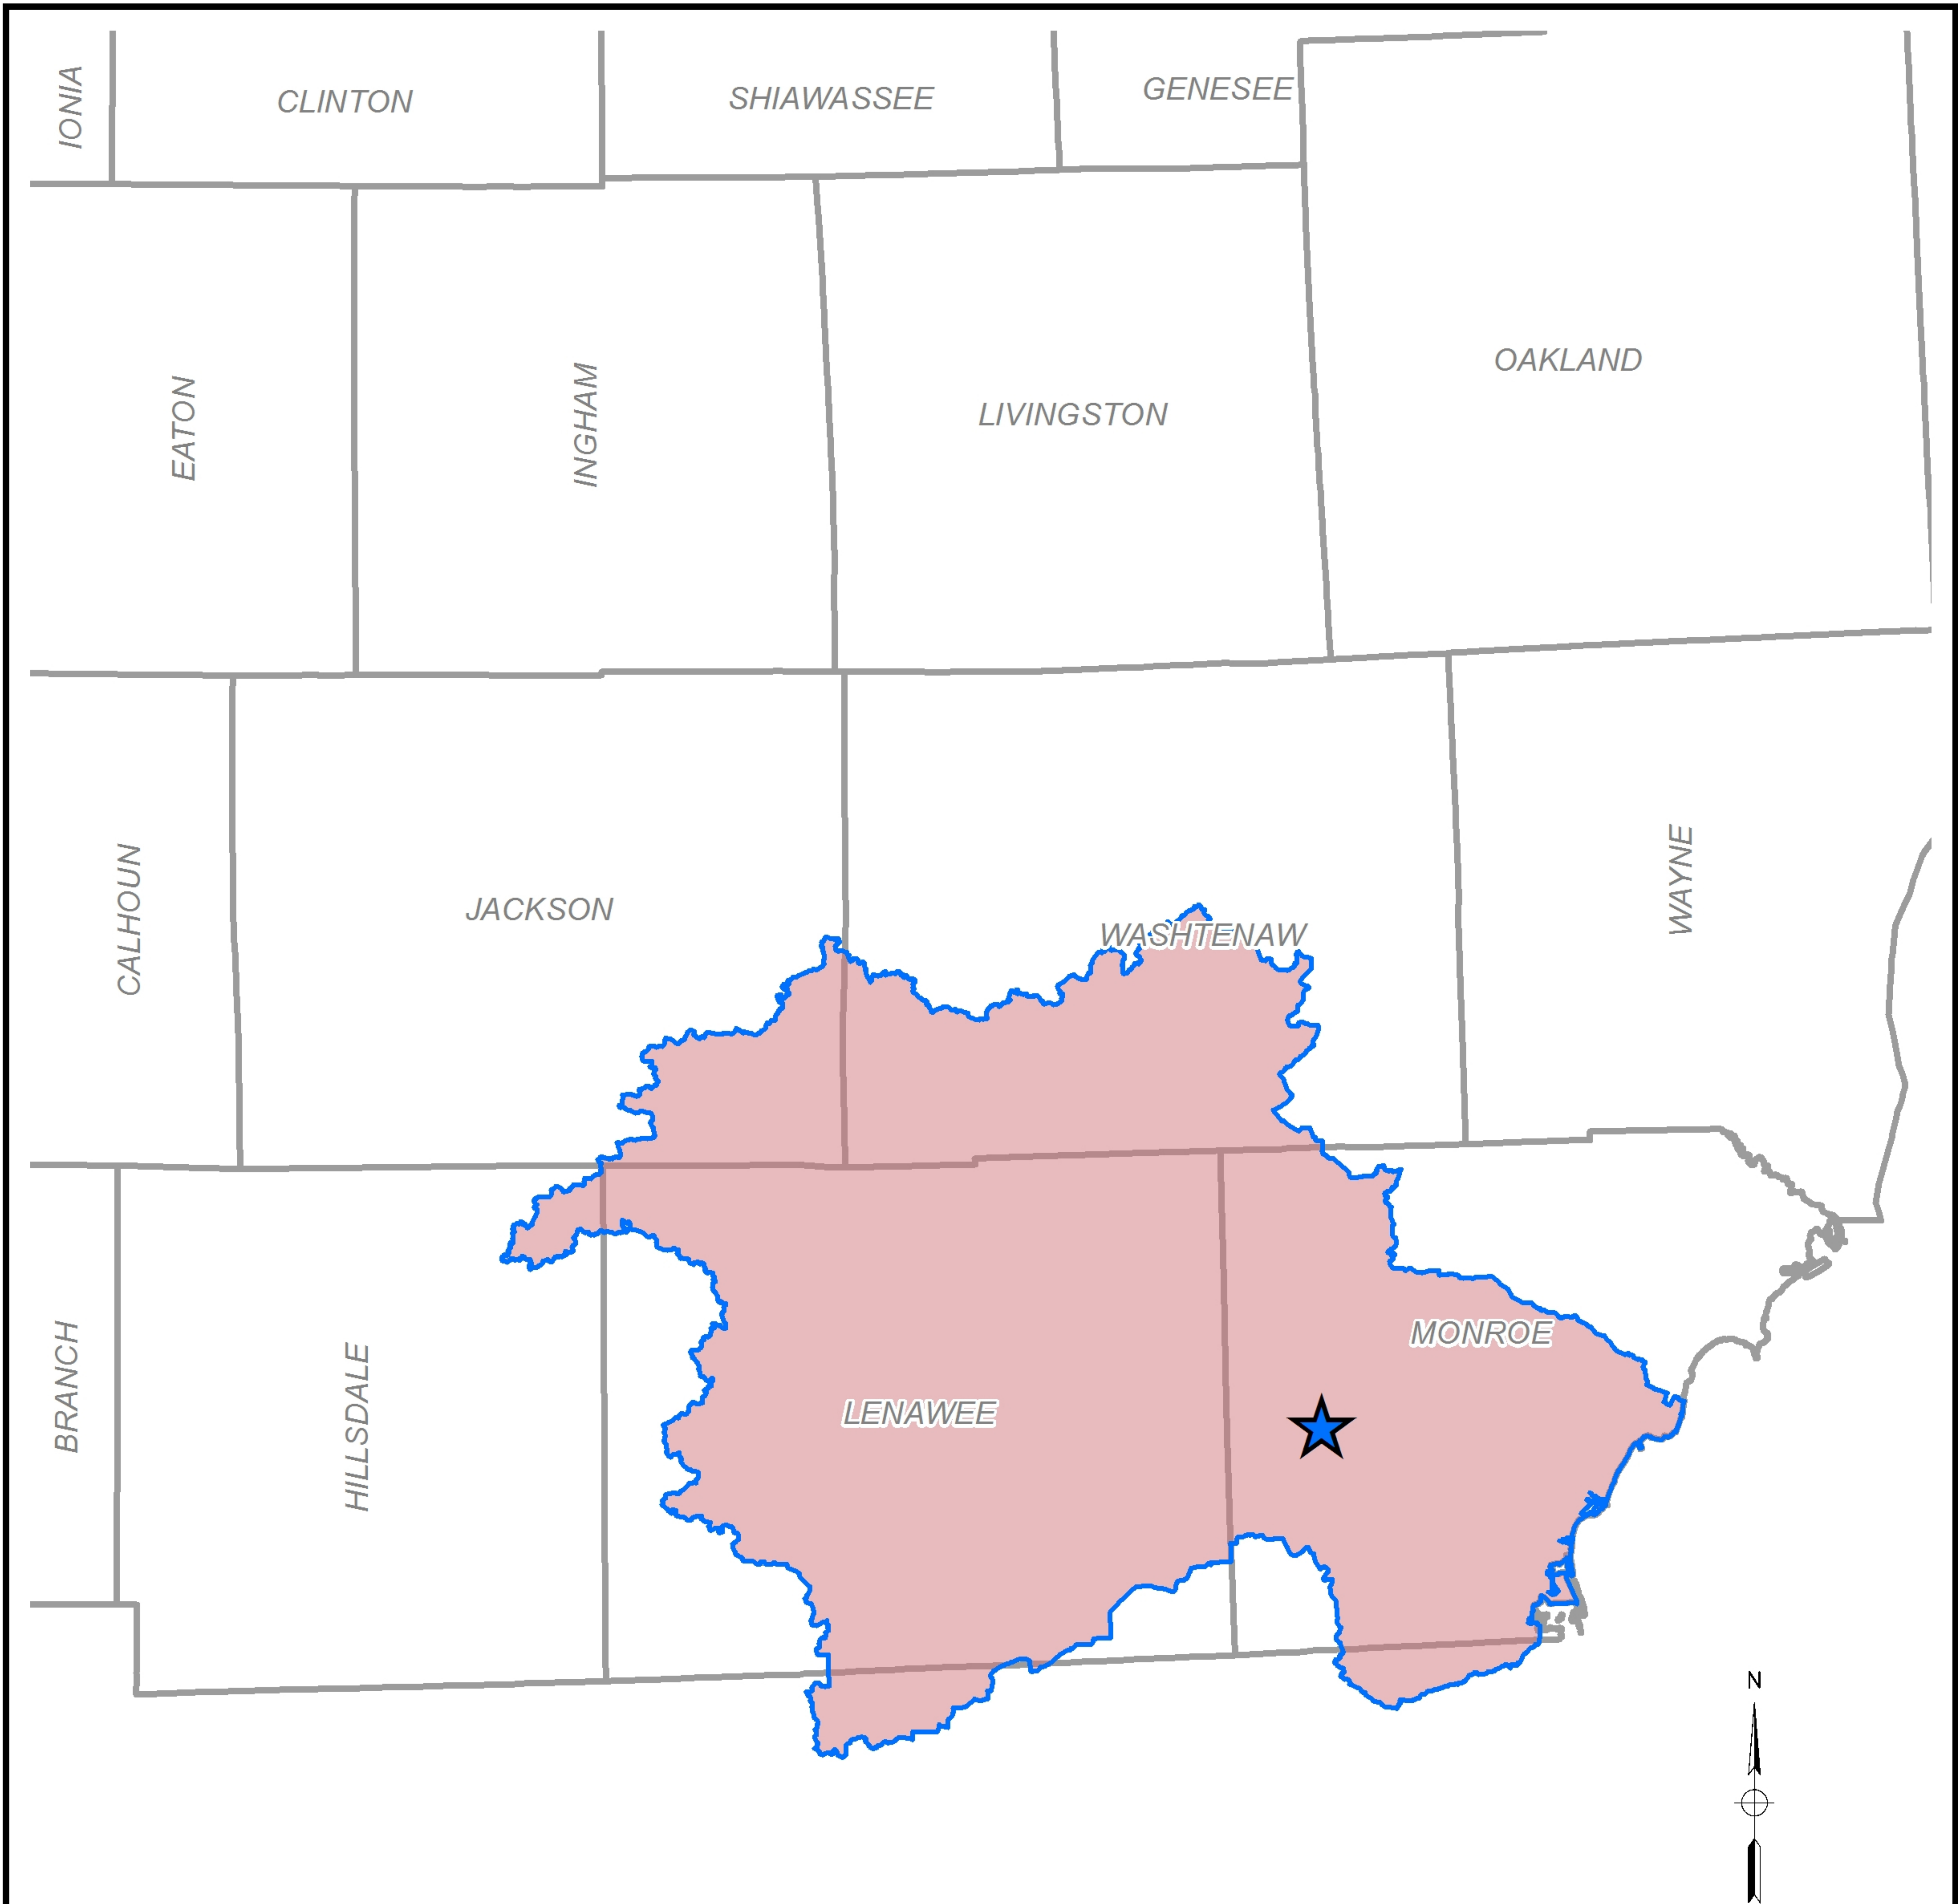 IONIA
CLINTON
SHIAWASSEE
GENESEE
EATON
INGHAM
LIVINGSTON
OAKLAND
CALHOUN
JACKSON
WASHTENAW
WAYNE
BRANCH
HILLSDALE
LENAWEE
MONROE
N